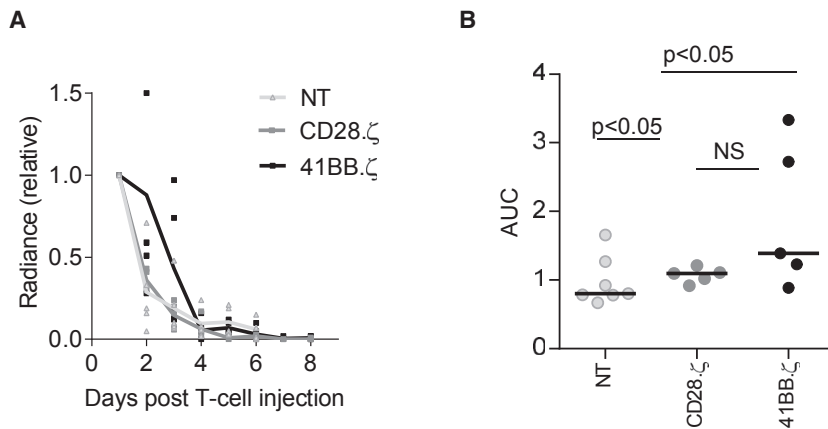 A
Radiance (relative)
1.5
1.0
0.5
0.0
0 2 4 6 8
Days post T-cell injection
NT
CD28.ζ
41BB.ζ
B
AUC
4
3
2
1
0
p<0.05
p<0.05
NS
NT
CD28.ζ
41BB.ζ